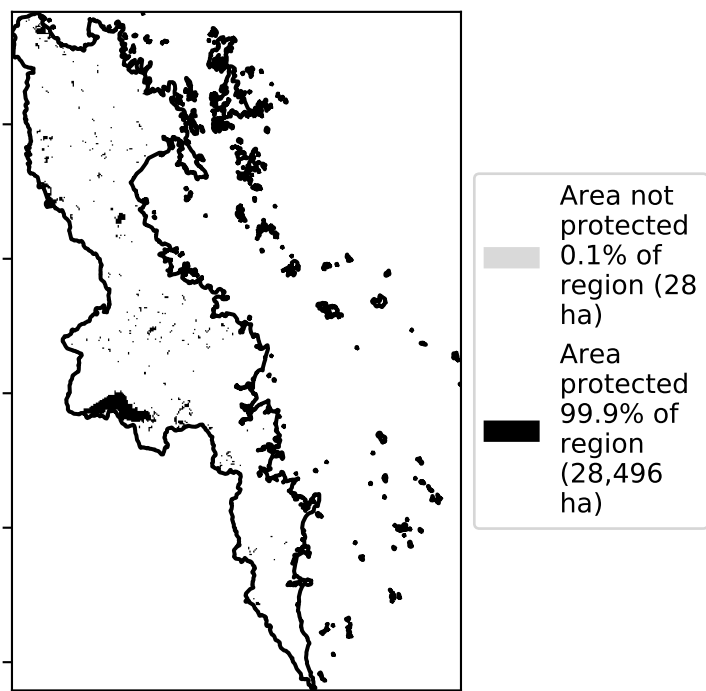 Area not
protected
0.1% of
region (28
ha)
Area
protected
99.9% of
region
(28,496
ha)